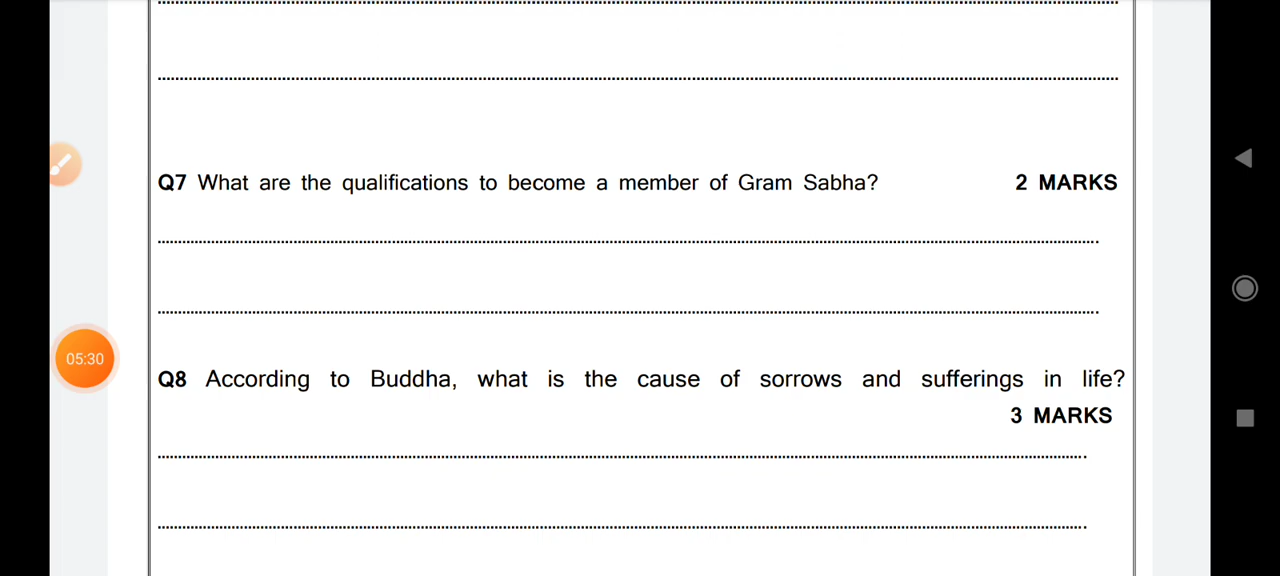 Q7 What are the qualifications to become a member of Gram Sabha? 2 MARKS
05:30
Q8 According to Buddha, what is the cause of sorrows and sufferings in life?
3 MARKS